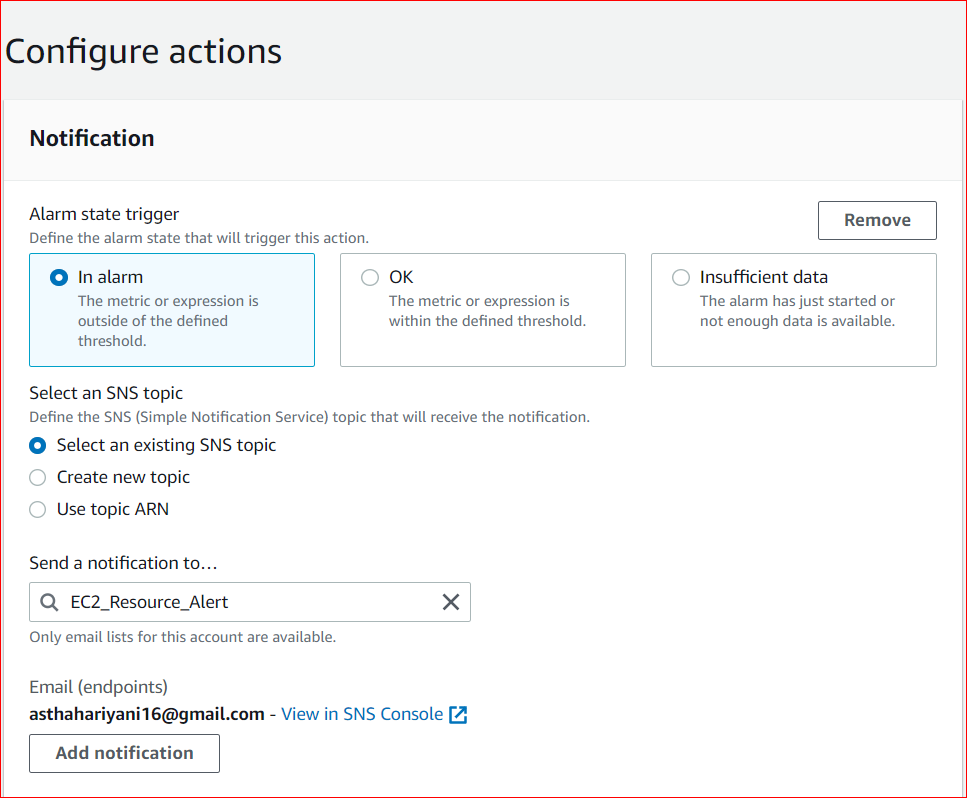 Configure actions
Notification
Alarm state trigger
Remove
Define the alarm state that will trigger this action.
In alarm
The metric or expression is
outside of the defined
threshold.
OK
The metric or expression is
within the defined threshold.
Insufficient data
The alarm has just started or
not enough data is available.
Select an SNS topic
Define the SNS (Simple Notification Service) topic that will receive the notification.
Select an existing SNS topic
Create new topic
Use topic ARN
Send a notification to…
EC2_Resource_Alert
Only email lists for this account are available.
Email (endpoints)
asthahariyani16@gmail.com - View in SNS Console
Add notification